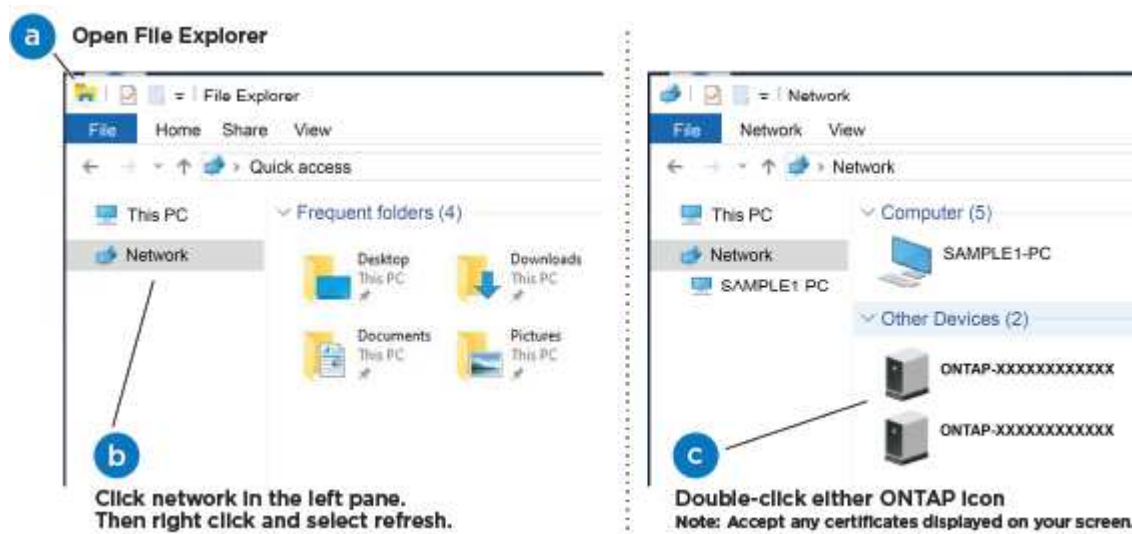 a Open File Explorer
File Explorer
File Home Share View
Quick access
This PC
Network
Frequent folders (4)
Desktop
This PC
Downloads
This PC
Documents
This PC
Pictures
This PC
b
Click network in the left pane.
Then right click and select refresh.
Network
File Network View
Network
This PC
Network
SAMPLE1 PC
Computer (5)
SAMPLE1-PC
Other Devices (2)
ONTAP-XXXXXXXXXXXX
ONTAP-XXXXXXXXXXXX
c
Double-click either ONTAP icon
Note: Accept any certificates displayed on your screen.